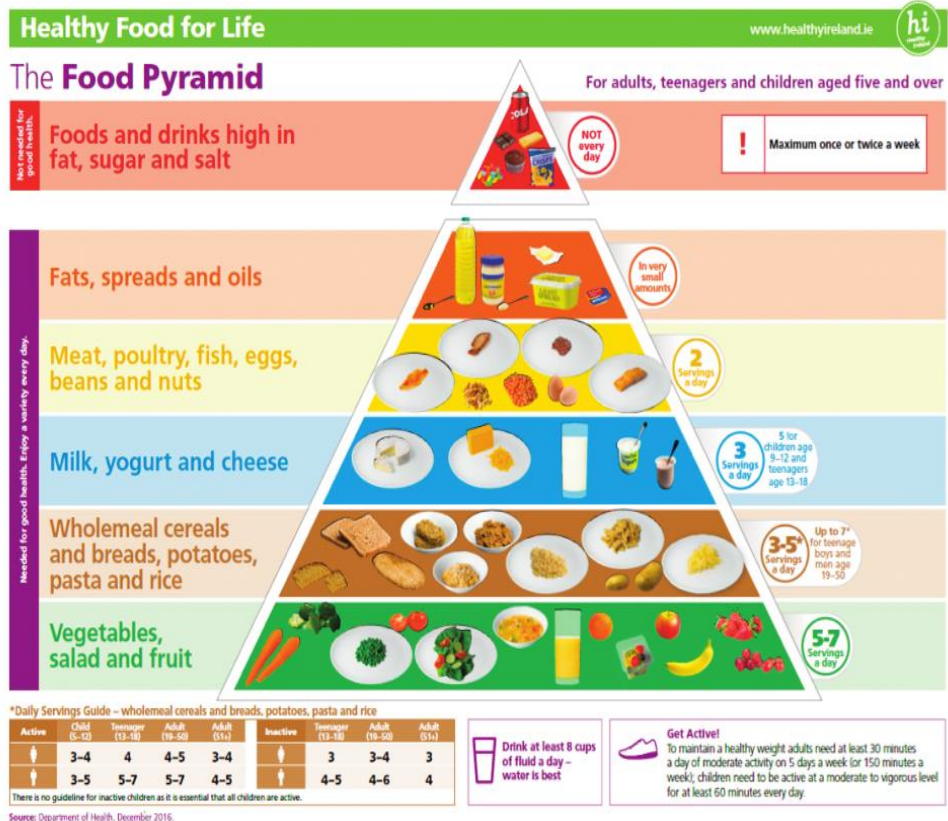 Healthy Food for Life
www.healthyireland.ie
hi
Healthy
Ireland
The Food Pyramid
For adults, teenagers and children aged five and over
Not needed for
good health.
Foods and drinks high in
fat, sugar and salt
COLA
CRISPS
NOT
every
day
!
Maximum once or twice a week
Needed for good health. Enjoy a variety every day.
Fats, spreads and oils
In very
small
amounts
Meat, poultry, fish, eggs,
beans and nuts
2
Servings
a day
Milk, yogurt and cheese
3
Servings
a day
5 for
children age
9–12 and
teenagers
age 13–18
Wholemeal cereals
and breads, potatoes,
pasta and rice
3-5*
Servings
a day
Up to 7*
for teenage
boys and
men age
19–50
Vegetables,
salad and fruit
5-7
Servings
a day
*Daily Servings Guide – wholemeal cereals and breads, potatoes, pasta and rice
Active Child (5–12) Teenager (13–18) Adult (19–50) Adult (51+) Inactive Teenager (13–18) Adult (19–50) Adult (51+)
3–4 4 4–5 3–4 3 3–4 3
3–5 5–7 5–7 4–5 4–5 4–6 4
There is no guideline for inactive children as it is essential that all children are active.
Drink at least 8 cups
of fluid a day –
water is best
Get Active!
To maintain a healthy weight adults need at least 30 minutes
a day of moderate activity on 5 days a week (or 150 minutes a
week); children need to be active at a moderate to vigorous level
for at least 60 minutes every day.
Source: Department of Health. December 2016.